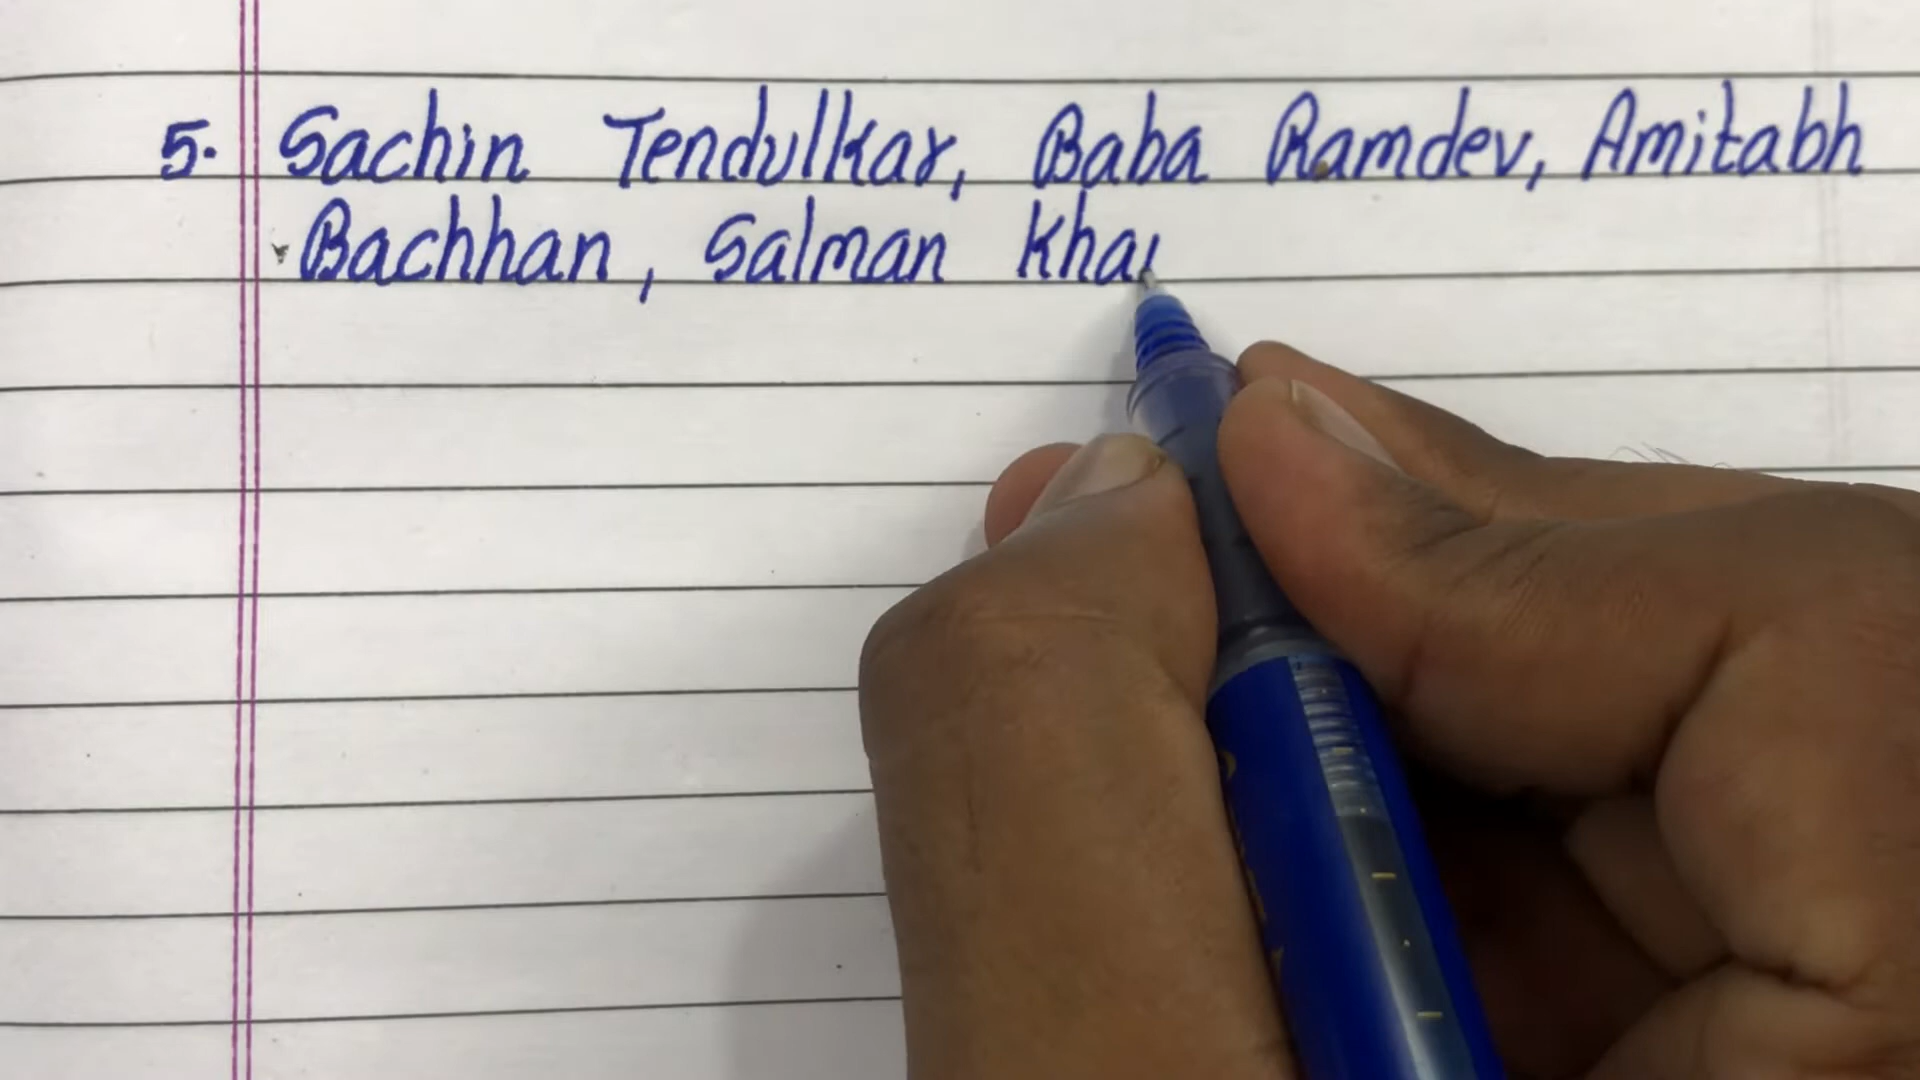 5. Sachin Tendulkar, Baba Ramdev, Amitabh
Bachhan, Salman Kha